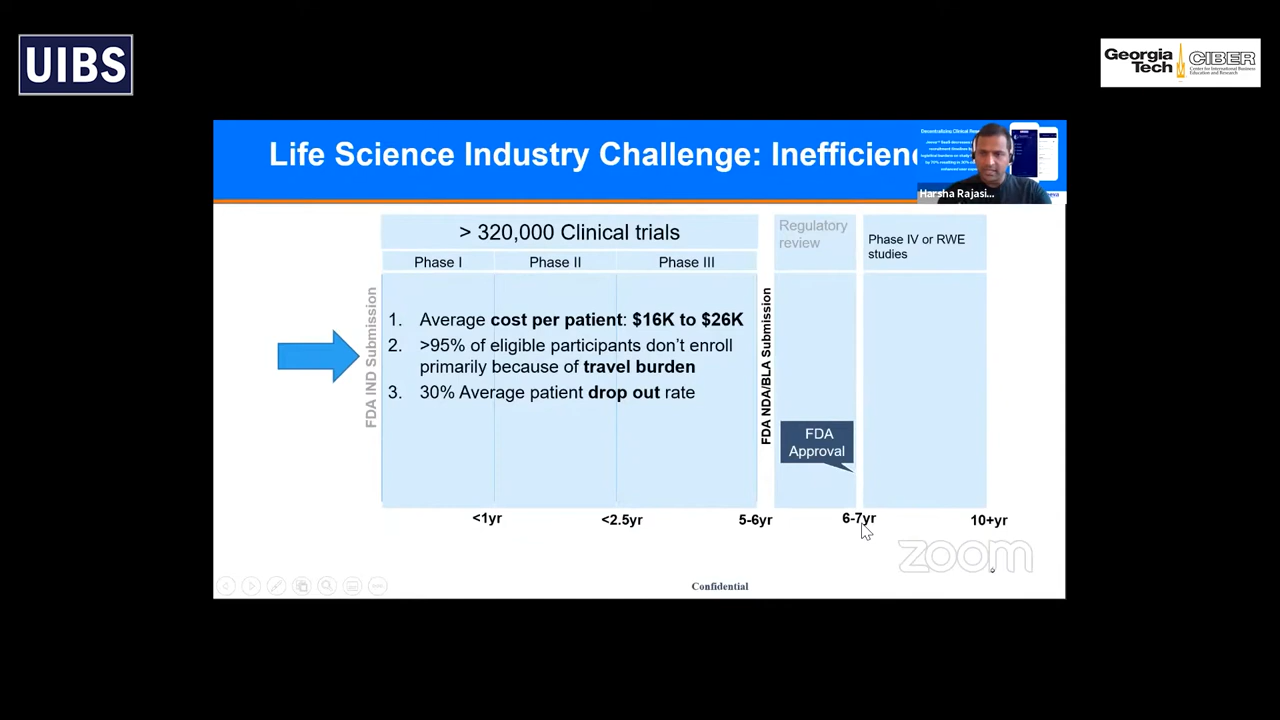 UIBS
Georgia
Tech
CIBER
Center for International Business
Education and Research
Life Science Industry Challenge: Inefficienc
Decentralizing Clinical
Harsha Rajasi...
> 320,000 Clinical trials
Phase I
Phase II
Phase III
Regulatory
review
Phase IV or RWE
studies
FDA IND Submission
1. Average cost per patient: $16K to $26K
2. >95% of eligible participants don’t enroll
primarily because of travel burden
3. 30% Average patient drop out rate
FDA NDA/BLA Submission
FDA
Approval
<1yr
<2.5yr
5-6yr
6-7yr
10+yr
zoom
Confidential